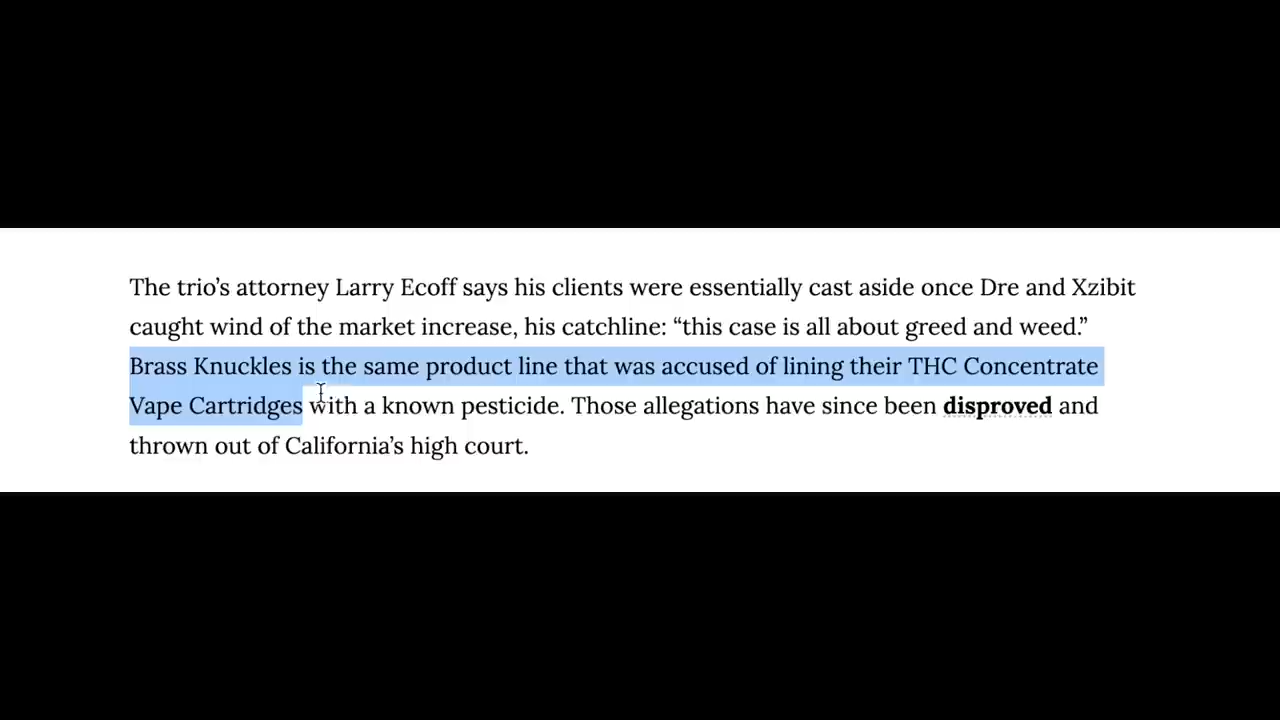 The trio’s attorney Larry Ecoff says his clients were essentially cast aside once Dre and Xzibit
caught wind of the market increase, his catchline: “this case is all about greed and weed.”
Brass Knuckles is the same product line that was accused of lining their THC Concentrate
Vape Cartridges with a known pesticide. Those allegations have since been disproved and
thrown out of California’s high court.